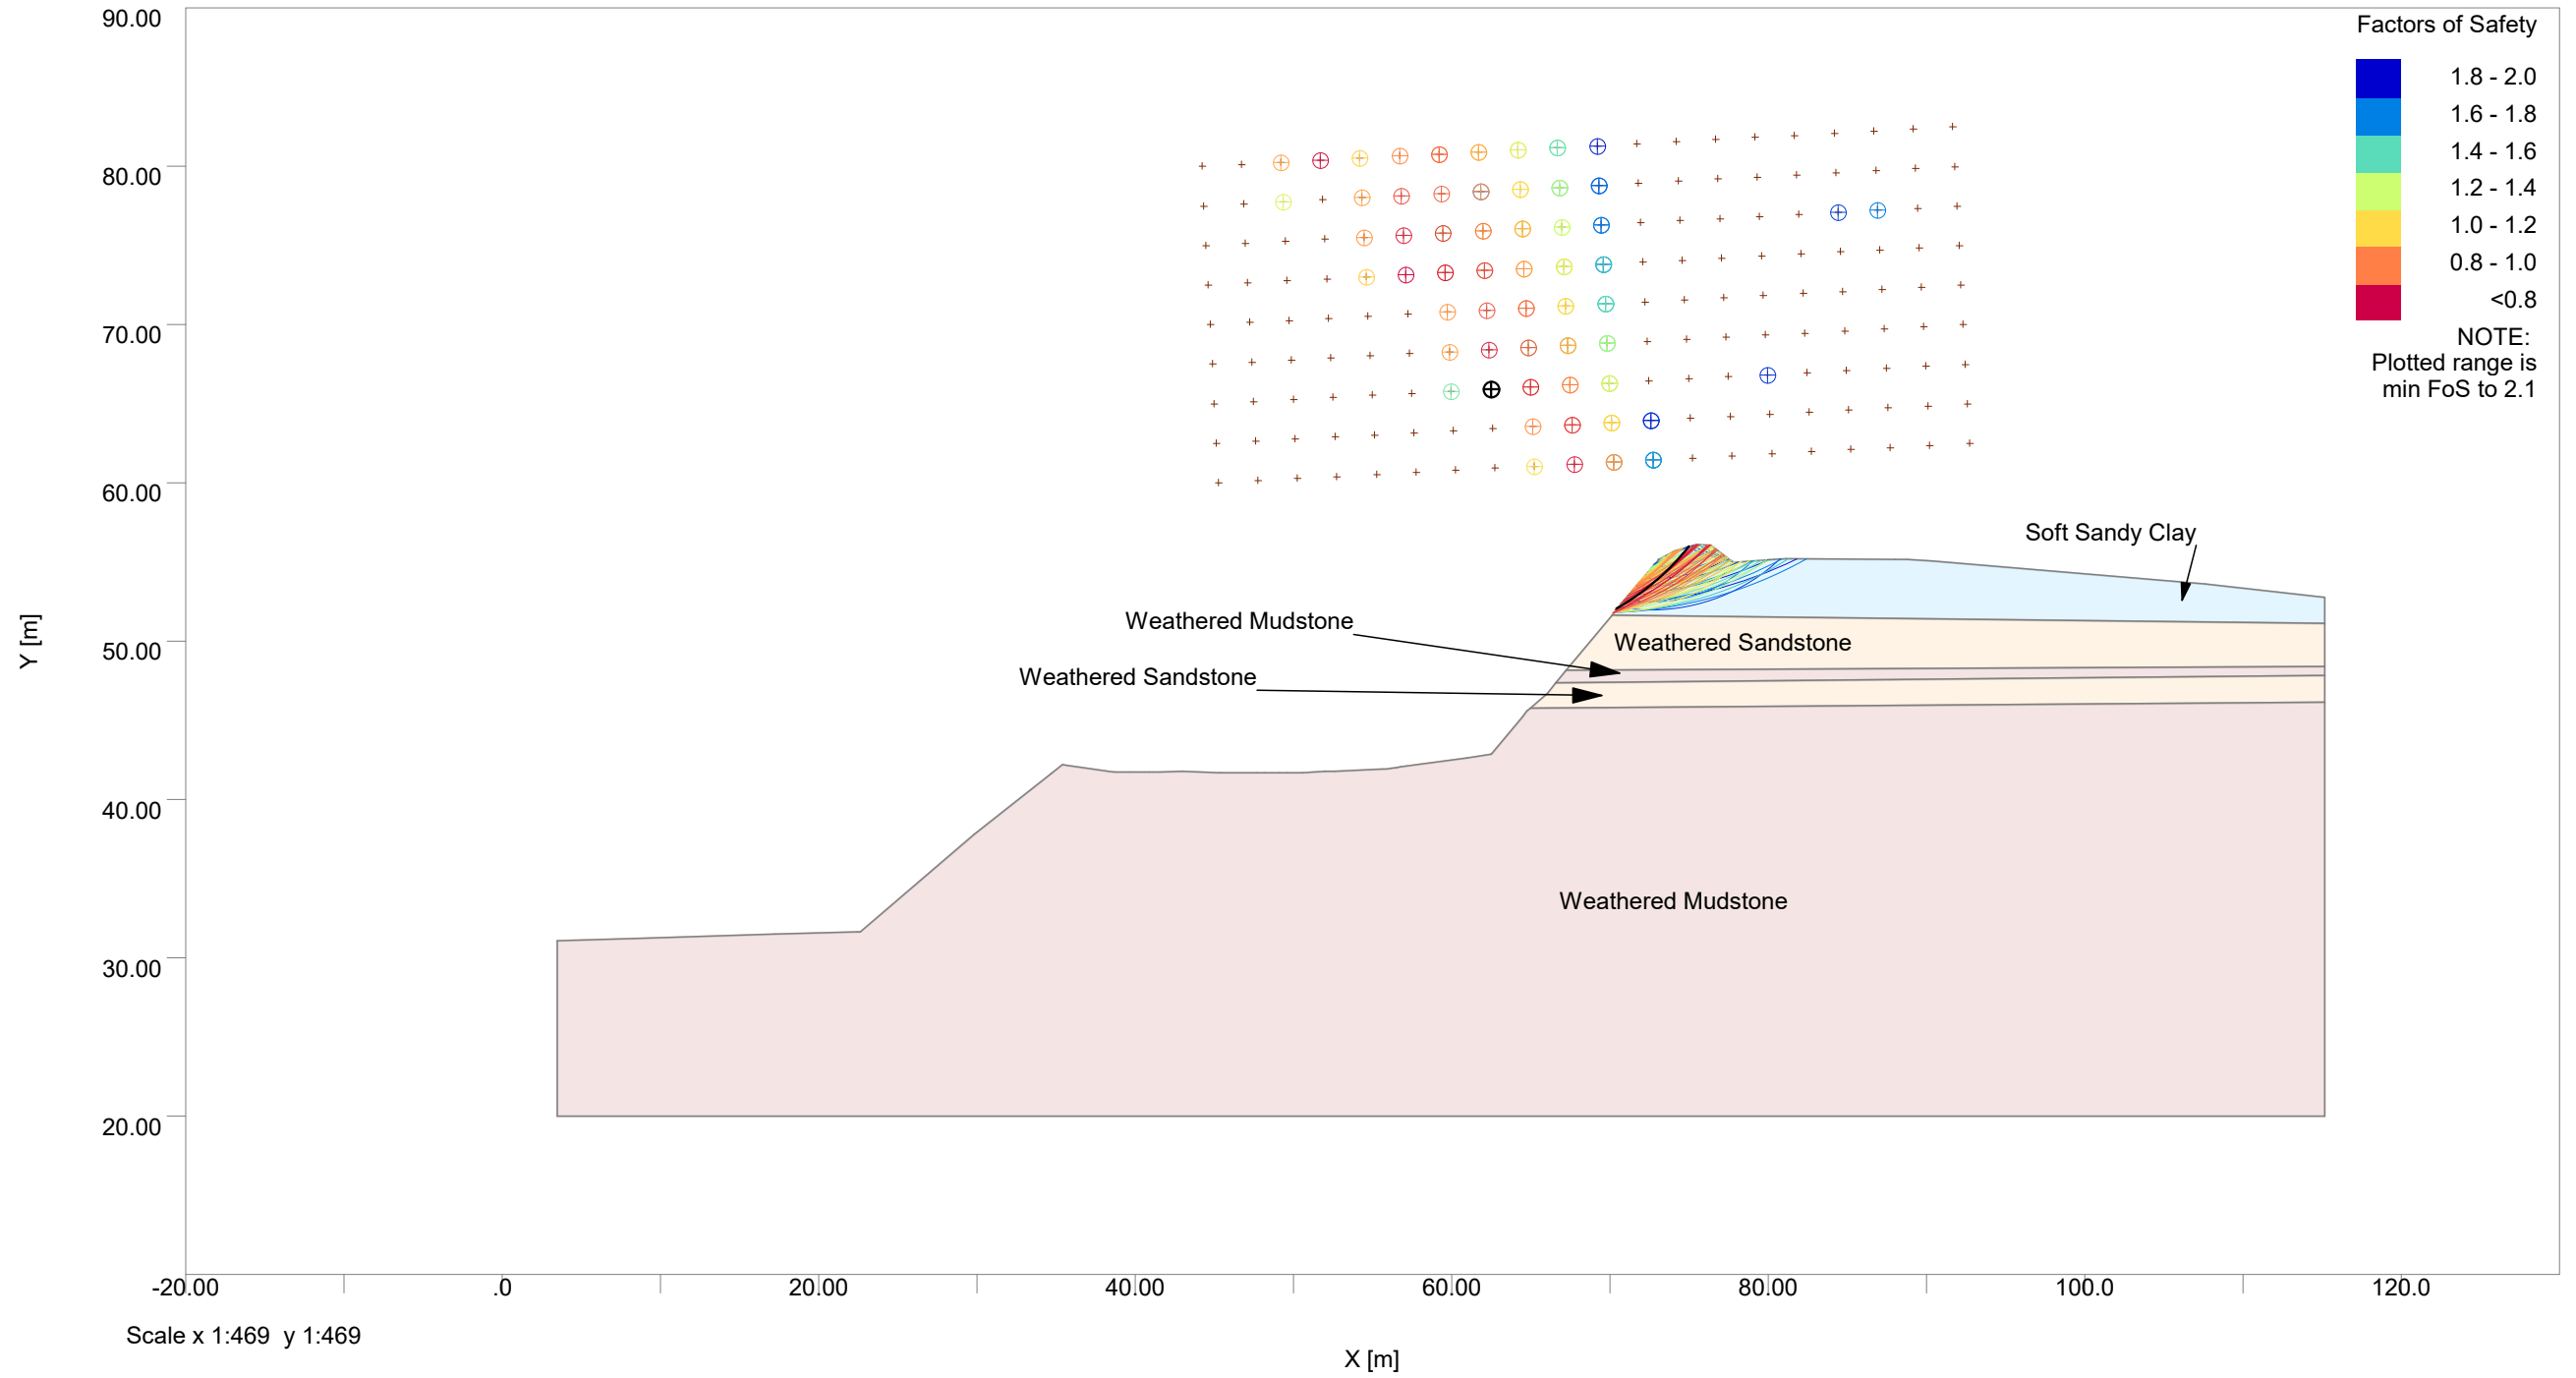 90.00
80.00
70.00
60.00
50.00
40.00
30.00
20.00
Y [m]
Factors of Safety
1.8 - 2.0
1.6 - 1.8
1.4 - 1.6
1.2 - 1.4
1.0 - 1.2
0.8 - 1.0
<0.8
NOTE:
Plotted range is
min FoS to 2.1
Soft Sandy Clay
Weathered Mudstone
Weathered Sandstone
Weathered Sandstone
Weathered Mudstone
-20.00 .0 20.00 40.00 60.00 80.00 100.0 120.0
Scale x 1:469 y 1:469
X [m]